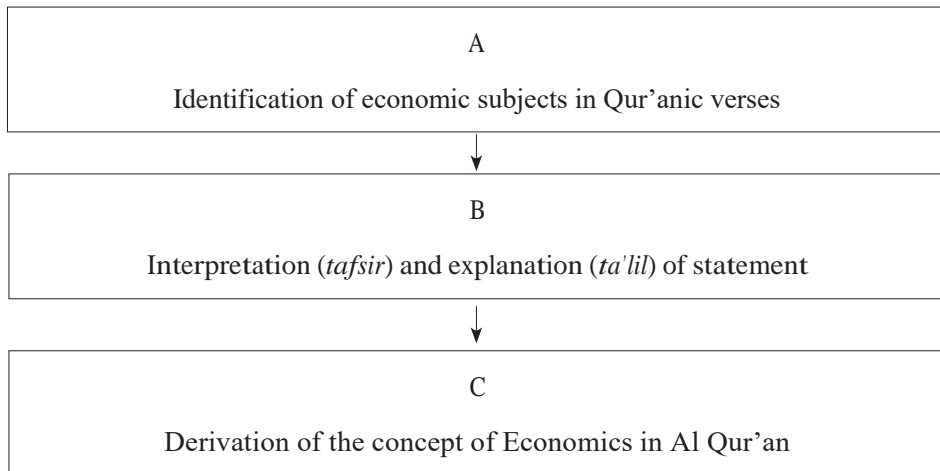 A
Identification of economic subjects in Qur’anic verses
B
Interpretation (tafsir) and explanation (ta’lil) of statement
C
Derivation of the concept of Economics in Al Qur’an